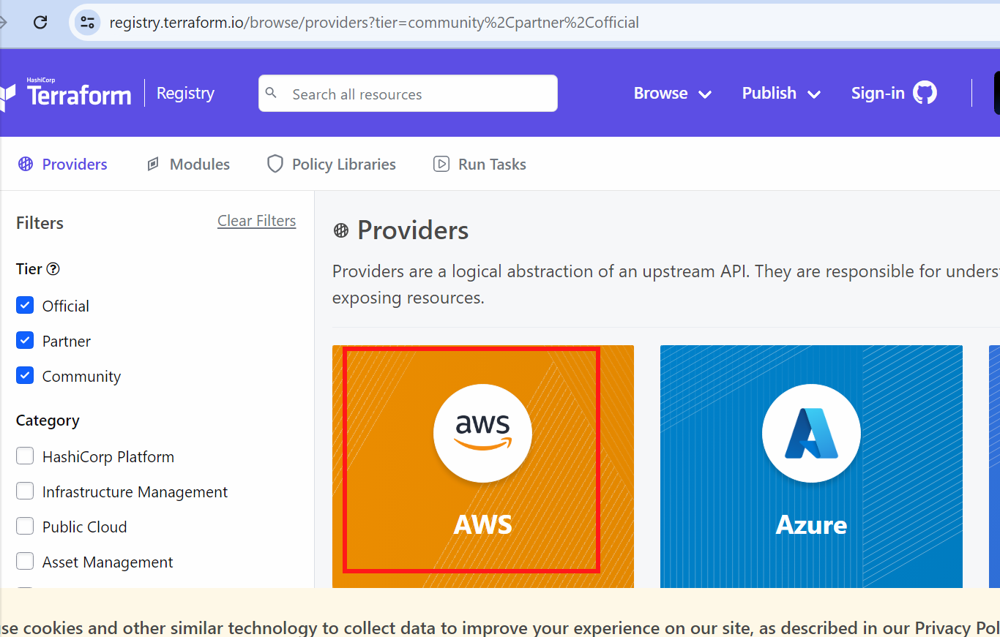 registry.terraform.io/browse/providers?tier=community%2Cpartner%2Cofficial
HashiCorp
Terraform
Registry
Search all resources
Browse
Publish
Sign-in
Providers
Modules
Policy Libraries
Run Tasks
Filters
Clear Filters
Tier ?
Official
Partner
Community
Category
HashiCorp Platform
Infrastructure Management
Public Cloud
Asset Management
Providers
Providers are a logical abstraction of an upstream API. They are responsible for unders
exposing resources.
aws
AWS
Azure
se cookies and other similar technology to collect data to improve your experience on our site, as described in our Privacy Pol